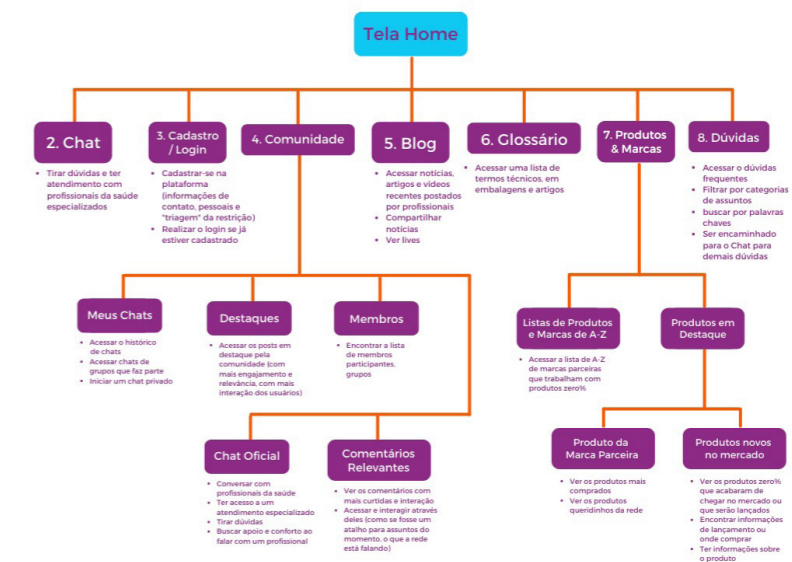 Tela Home
2. Chat
• Tirar dúvidas e ter
atendimento com
profissionais da saúde
especializados
3. Cadastro
/ Login
• Cadastrar-se na
plataforma
(informações de
contato, pessoais e
"triagem" da restrição)
• Realizar o login se já
estiver cadastrado
4. Comunidade
5. Blog
• Acessar notícias,
artigos e vídeos
recentes postados
por profissionais
• Compartilhar
notícias
• Ver lives
6. Glossário
• Acessar uma lista de
termos técnicos, em
embalagens e artigos
7. Produtos
& Marcas
8. Dúvidas
• Acessar o dúvidas
frequentes
• Filtrar por categorias
de assuntos
• buscar por palavras
chaves
• Ser encaminhado
para o Chat para
demais dúvidas
Meus Chats
• Acessar o histórico
de chats
• Acessar chats de
grupos que faz parte
• Iniciar um chat privado
Destaques
• Acessar os posts em
destaque pela
comunidade (com
mais engajamento e
relevância, com mais
interação dos usuários)
Membros
• Encontrar a lista
de membros
participantes,
grupos
Listas de Produtos
e Marcas de A-Z
• Acessar a lista de A-Z
de marcas parceiras
que trabalham com
produtos zero%
Produtos em
Destaque
Chat Oficial
• Conversar com
profissionais da saúde
• Ter acesso a um
atendimento especializado
• Tirar dúvidas
• Buscar apoio e conforto ao
falar com um profissional
Comentários
Relevantes
• Ver os comentários com
mais curtidas e interação
• Acessar e interagir através
deles (como se fosse um
atalho para assuntos do
momento, o que a rede
está falando)
Produto da
Marca Parceira
• Ver os produtos mais
comprados
• Ver os produtos
queridinhos da rede
Produtos novos
no mercado
• Ver os produtos zero%
que acabaram de
chegar no mercado ou
que serão lançados
• Encontrar informações
de lançamento ou
onde comprar
• Ter informações sobre
o produto